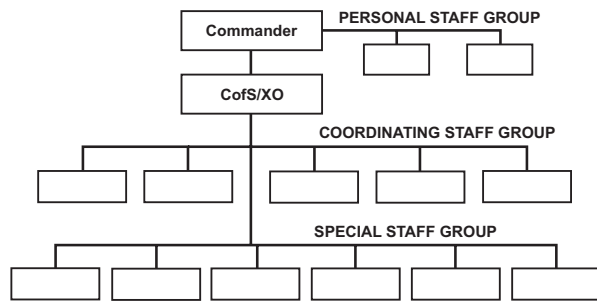 PERSONAL STAFF GROUP
Commander
CofS/XO
COORDINATING STAFF GROUP
SPECIAL STAFF GROUP